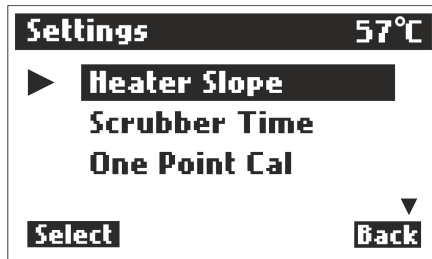 Settings 57°C
Heater Slope
Scrubber Time
One Point Cal
Select Back